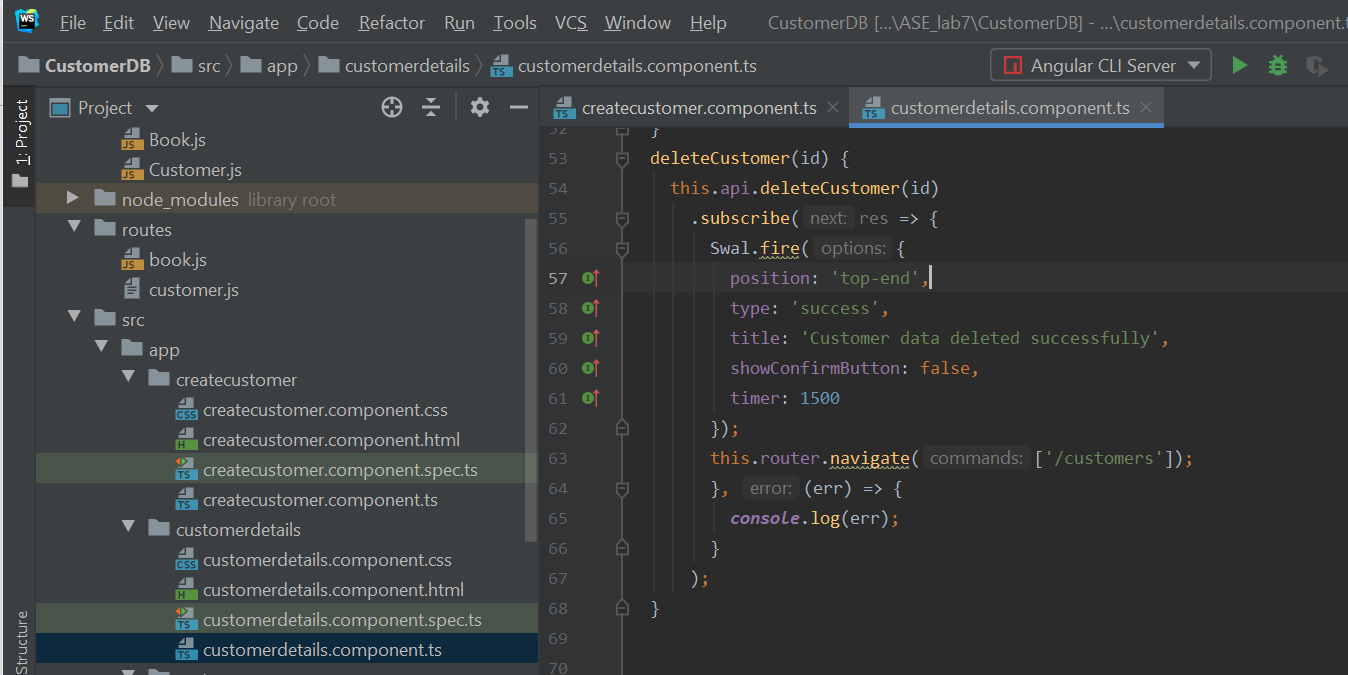 WS File Edit View Navigate Code Refactor Run Tools VCS Window Help CustomerDB [...\ASE_lab7\CustomerDB] - ...\customerdetails.component.t
CustomerDB src app customerdetails customerdetails.component.ts Angular CLI Server
1: Project
Structure
Project
Book.js
Customer.js
node_modules library root
routes
book.js
customer.js
src
app
createcustomer
createcustomer.component.css
createcustomer.component.html
createcustomer.component.spec.ts
createcustomer.component.ts
customerdetails
customerdetails.component.css
customerdetails.component.html
customerdetails.component.spec.ts
customerdetails.component.ts
createcustomer.component.ts customerdetails.component.ts
52 }
53 deleteCustomer(id) {
54 this.api.deleteCustomer(id)
55 .subscribe( next: res => {
56 Swal.fire( options: {
57 position: 'top-end',
58 type: 'success',
59 title: 'Customer data deleted successfully',
60 showConfirmButton: false,
61 timer: 1500
62 });
63 this.router.navigate( commands: ['/customers']);
64 }, error: (err) => {
65 console.log(err);
66 }
67 );
68 }
69
70